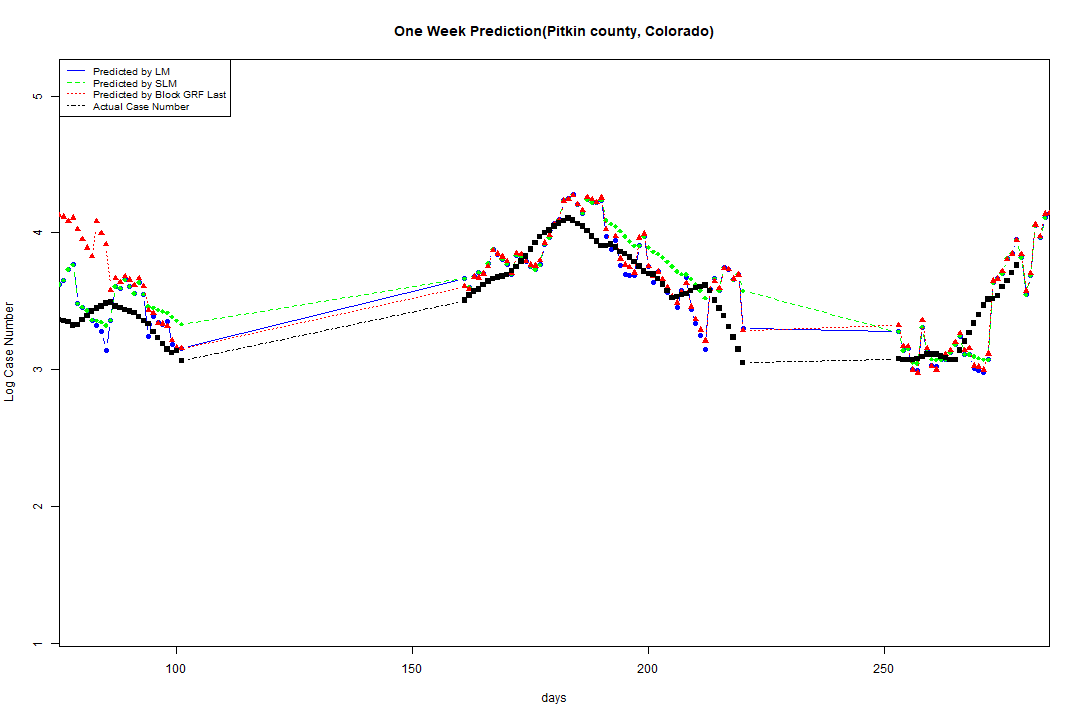 One Week Prediction(Pitkin county, Colorado)
Predicted by LM
Predicted by SLM
Predicted by Block GRF Last
Actual Case Number
5
4
3
2
1
Log Case Number
100
150
200
250
days